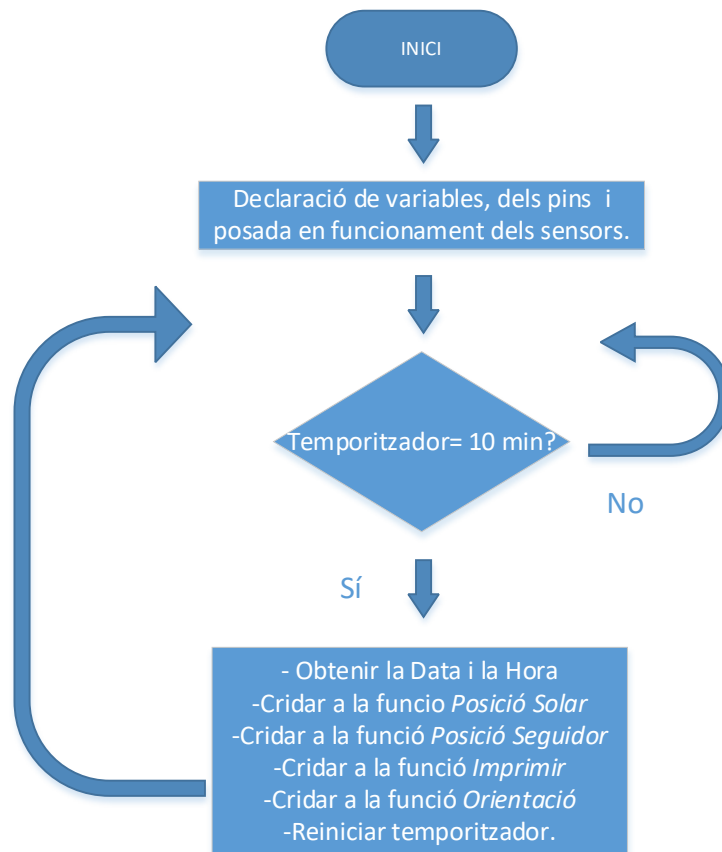 INICI
Declaració de variables, dels pins i
posada en funcionament dels sensors.
Temporitzador= 10 min?
No
Sí
- Obtenir la Data i la Hora
-Cridar a la funcio Posició Solar
-Cridar a la funció Posició Seguidor
-Cridar a la funció Imprimir
-Cridar a la funció Orientació
-Reiniciar temporitzador.